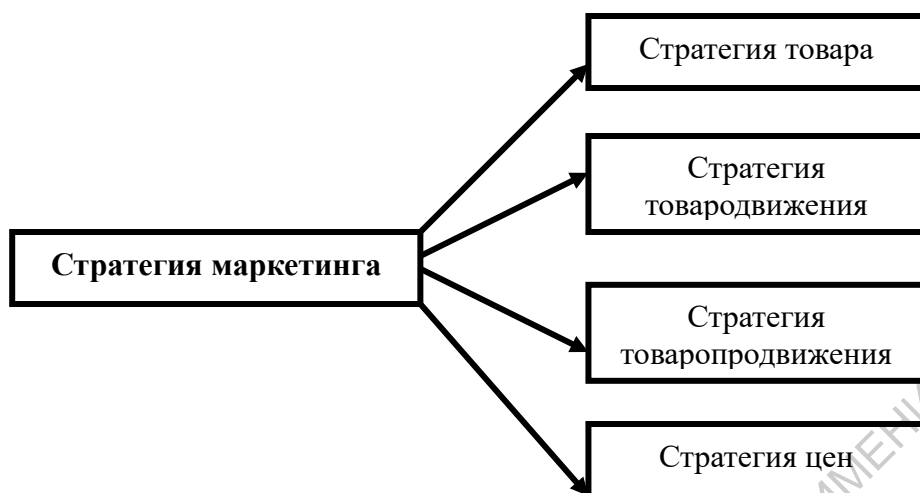 Стратегия товара
Стратегия
товародвижения
Стратегия маркетинга
Стратегия
товаропродвижения
Стратегия цен